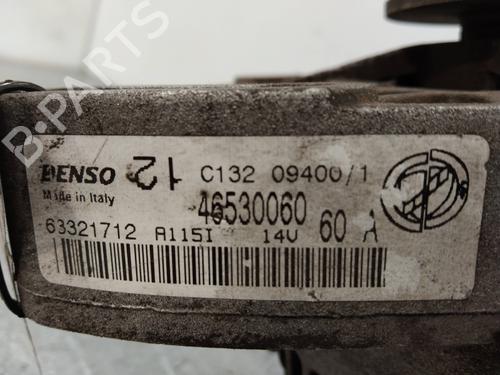 DENSO 12 C132 09400/1
Made in Italy 46530060
63321712 A115I 14V 60 A
B-PARTS